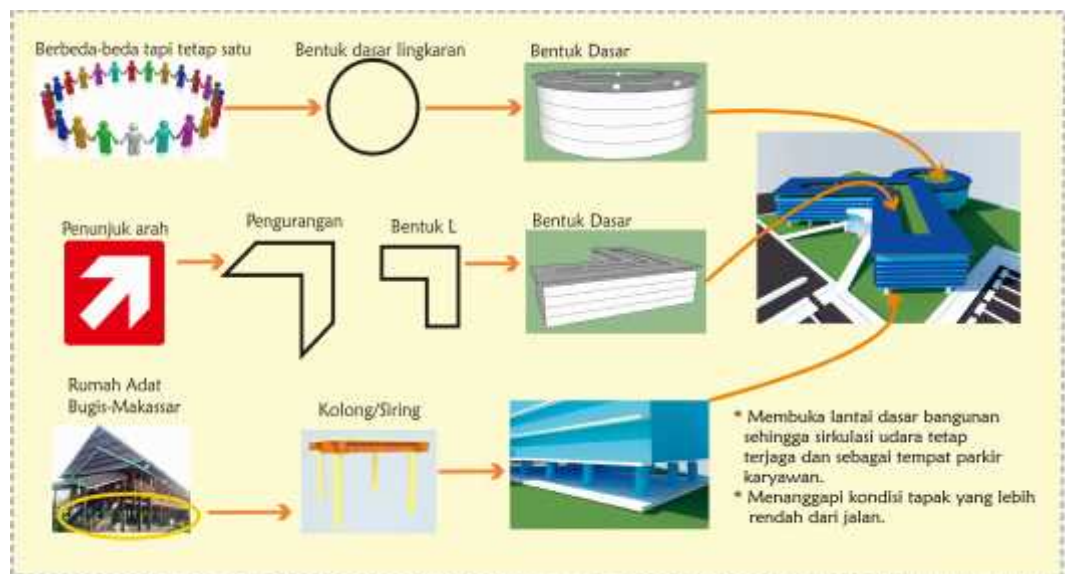 Berbeda-beda tapi tetap satu
Bentuk dasar lingkaran
Bentuk Dasar
Penunjuk arah
Pengurangan
Bentuk L
Bentuk Dasar
Rumah Adat
Bugis-Makassar
Kolong/Siring
* Membuka lantai dasar bangunan
sehingga sirkulasi udara tetap
terjaga dan sebagai tempat parkir
karyawan.
* Menanggapi kondisi tapak yang lebih
rendah dari jalan.